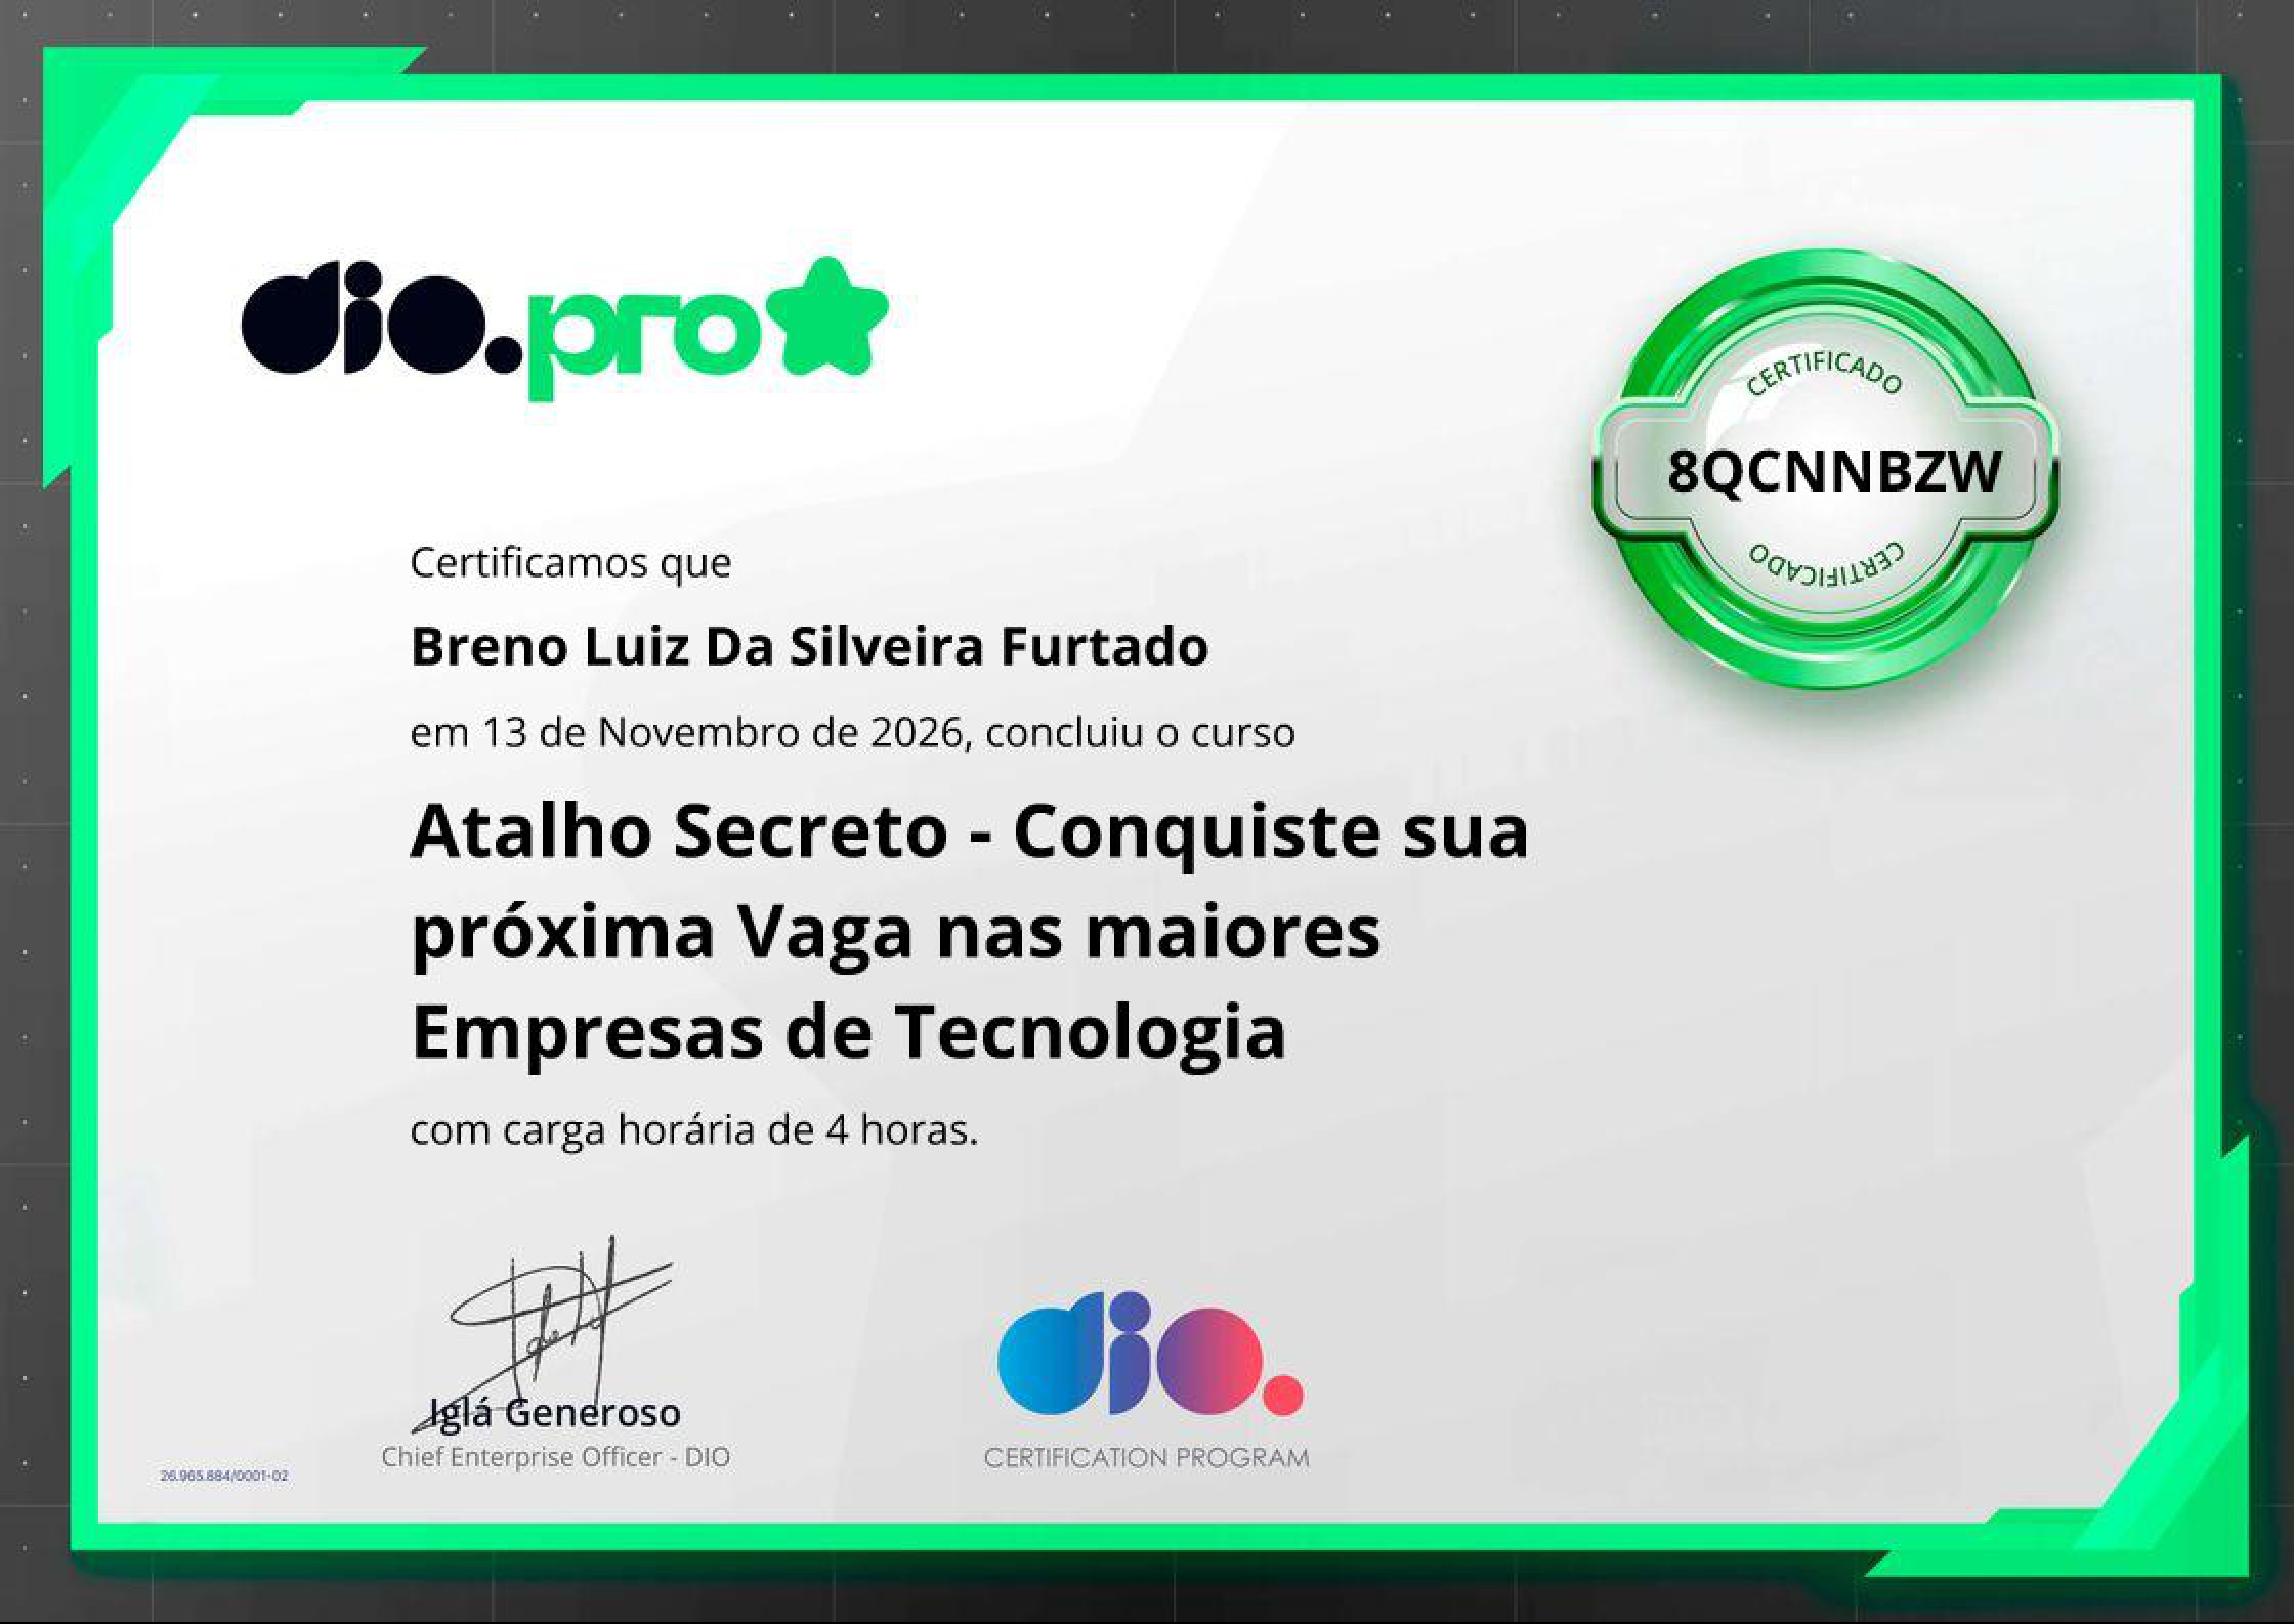 dio.pro
CERTIFICADO
8QCNNBZW
CERTIFICADO
Certificamos que
Breno Luiz Da Silveira Furtado
em 13 de Novembro de 2026, concluiu o curso
Atalho Secreto - Conquiste sua
próxima Vaga nas maiores
Empresas de Tecnologia
com carga horária de 4 horas.
Iglá Generoso
Chief Enterprise Officer - DIO
26.965.884/0001-02
dio.
CERTIFICATION PROGRAM